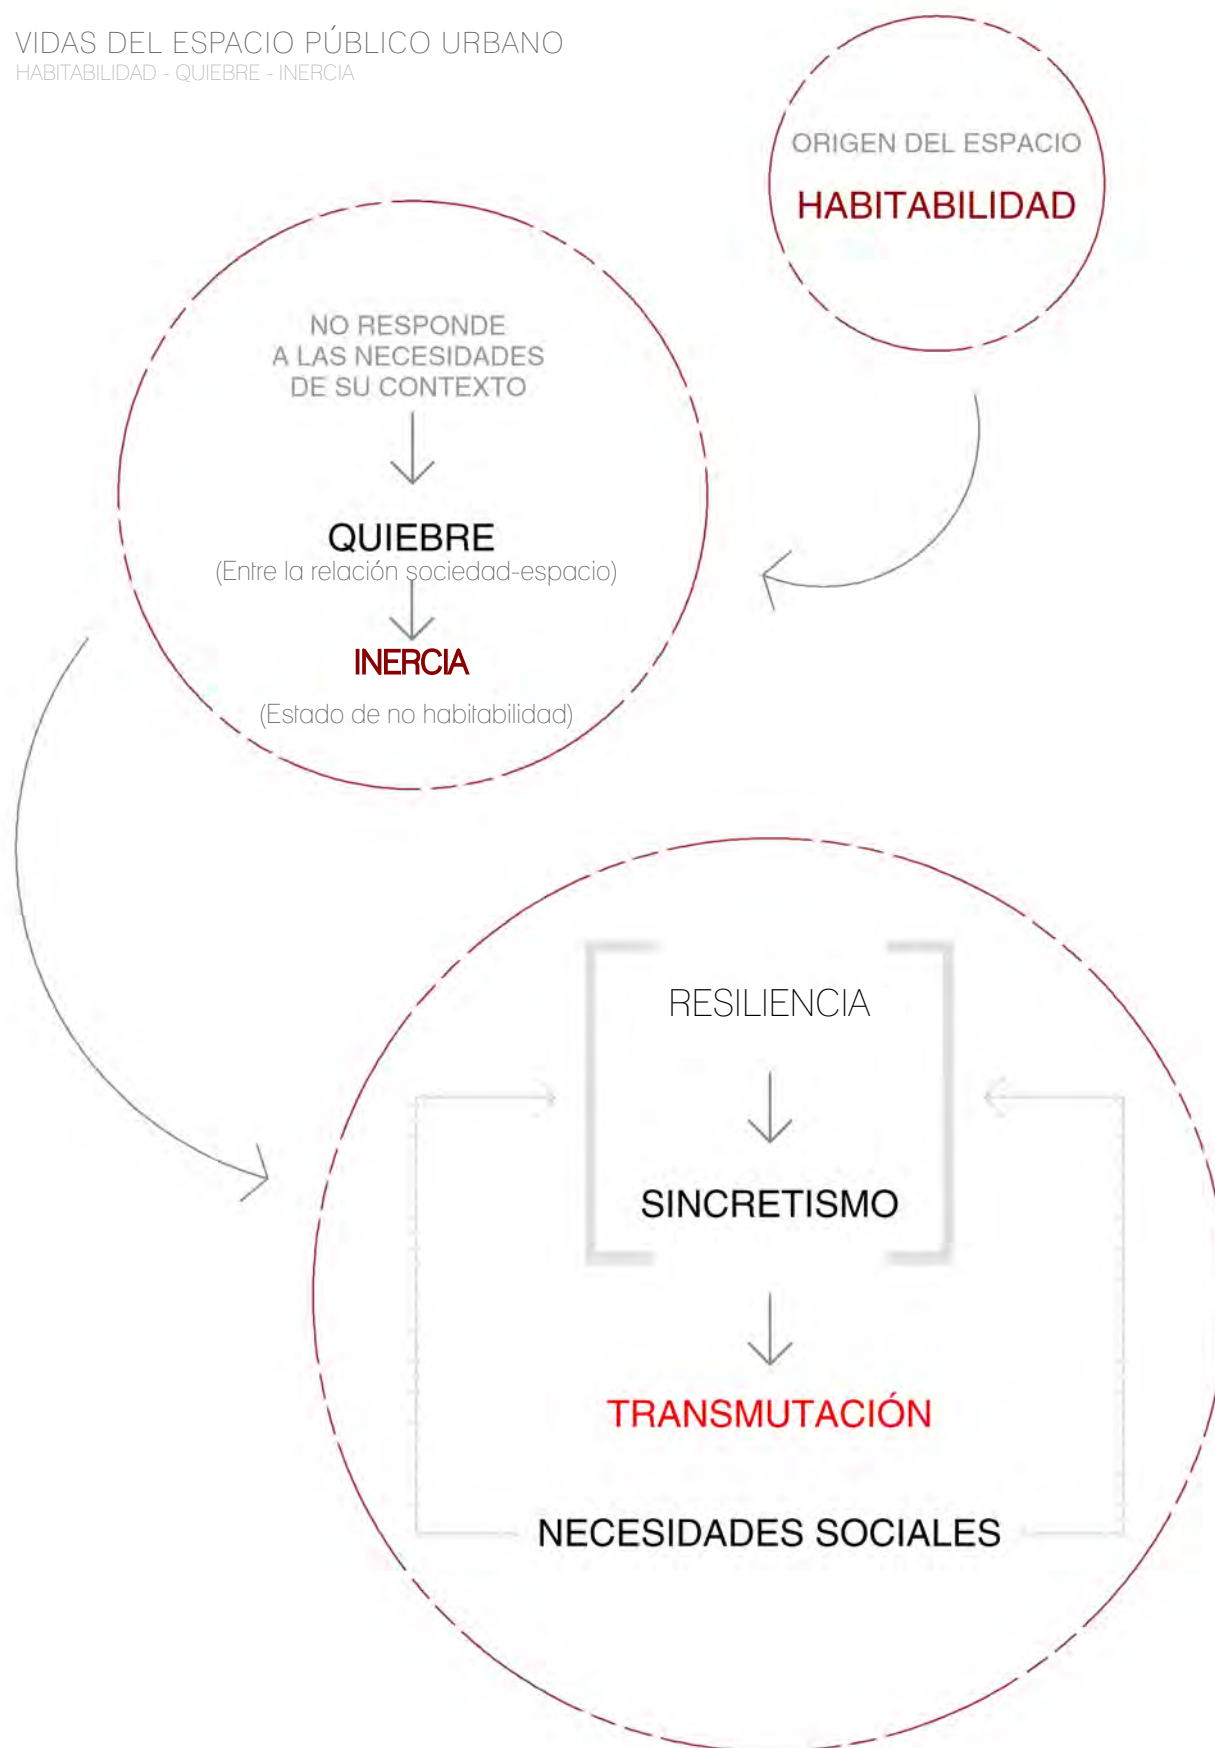 VIDAS DEL ESPACIO PÚBLICO URBANO
HABITABILIDAD - QUIEBRE - INERCIA
ORIGEN DEL ESPACIO
HABITABILIDAD
NO RESPONDE
A LAS NECESIDADES
DE SU CONTEXTO
QUIEBRE
(Entre la relación sociedad-espacio)
INERCIA
(Estado de no habitabilidad)
RESILIENCIA
SINCRETISMO
TRANSMUTACIÓN
NECESIDADES SOCIALES